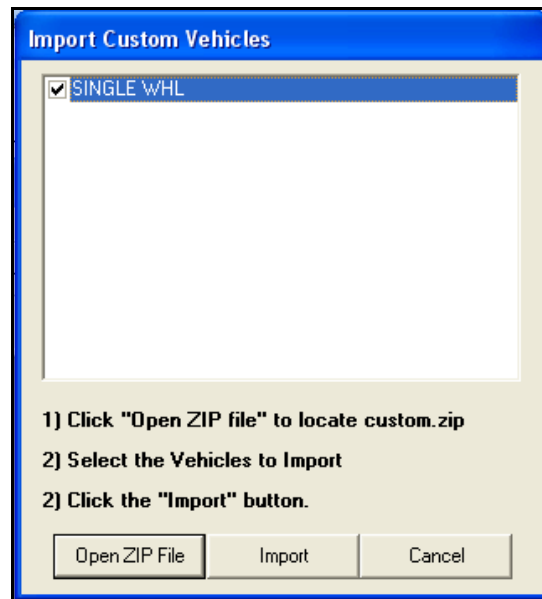 Import Custom Vehicles
SINGLE WHL
1) Click "Open ZIP file" to locate custom.zip
2) Select the Vehicles to Import
2) Click the "Import" button.
Open ZIP File Import Cancel